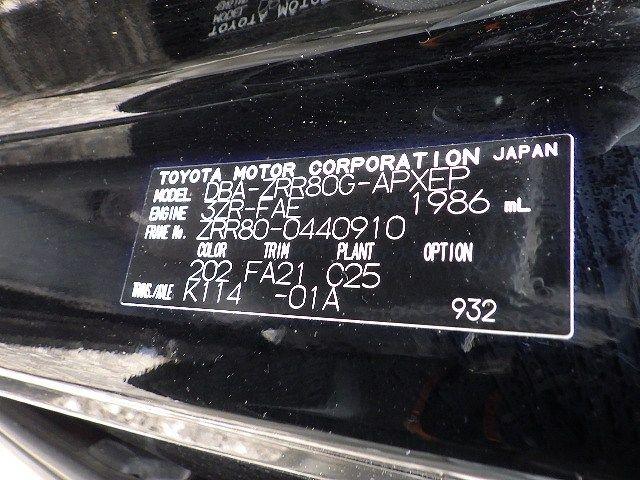 TOYOTA MOTOR CORPORATION JAPAN
MODEL DBA-ZRR80G-APXEP
ENGINE 3ZR-FAE 1986 mL
FRAME No. ZRR80-0440910
COLOR TRIM PLANT OPTION
202 FA21 C25
TRANS./AXLE K114 -01A
932